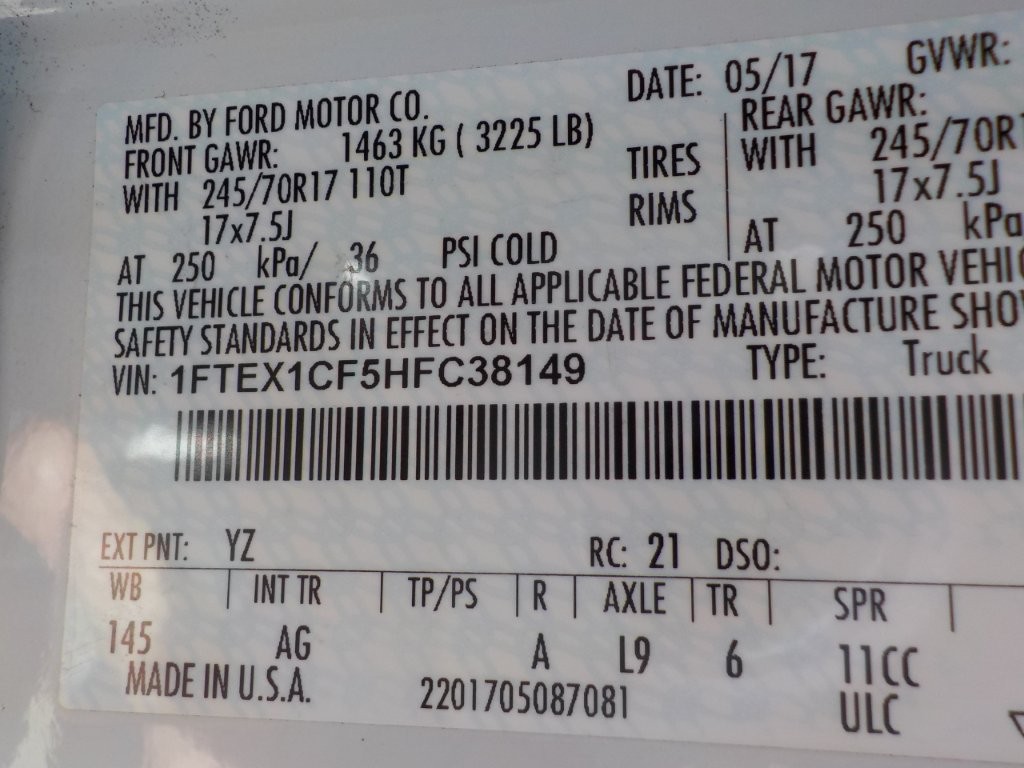 DATE: 05/17 GVWR:
MFD. BY FORD MOTOR CO.
FRONT GAWR: 1463 KG ( 3225 LB)
WITH 245/70R17 110T
17x7.5J
AT 250 kPa/ 36 PSI COLD
TIRES
RIMS
REAR GAWR:
WITH 245/70R1
17x7.5J
AT 250 kPa
THIS VEHICLE CONFORMS TO ALL APPLICABLE FEDERAL MOTOR VEHIC
SAFETY STANDARDS IN EFFECT ON THE DATE OF MANUFACTURE SHO
VIN: 1FTEX1CF5HFC38149 TYPE: Truck
EXT PNT: YZ RC: 21 DSO:
WB | INT TR | TP/PS | R | AXLE | TR | SPR |
145 AG A L9 6 11CC
MADE IN U.S.A. 2201705087081 ULC